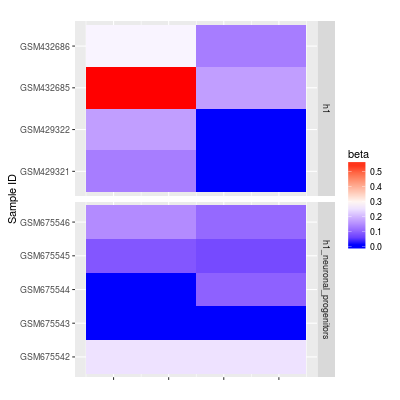 Sample ID
GSM432686
GSM432685
GSM429322
GSM429321
h1
GSM675546
GSM675545
GSM675544
GSM675543
GSM675542
h1_neuronal_progenitors
beta
0.5
0.4
0.3
0.2
0.1
0.0